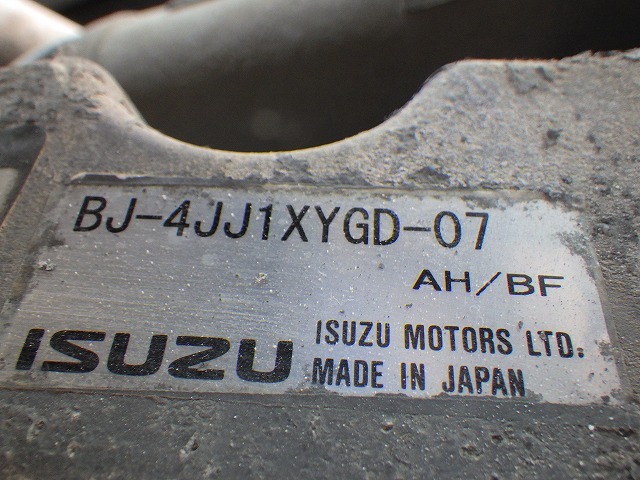 BJ-4JJ1XYGD-07
AH/BF
ISUZU
ISUZU MOTORS LTD.
MADE IN JAPAN